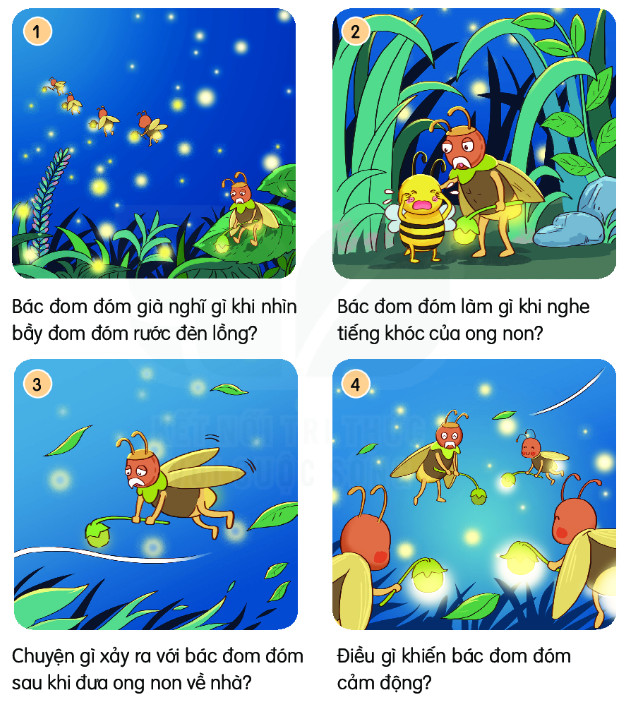 1
2
Bác đom đóm già nghĩ gì khi nhìn
bầy đom đóm rước đèn lồng?
Bác đom đóm làm gì khi nghe
tiếng khóc của ong non?
3
4
Chuyện gì xảy ra với bác đom đóm
sau khi đưa ong non về nhà?
Điều gì khiến bác đom đóm
cảm động?